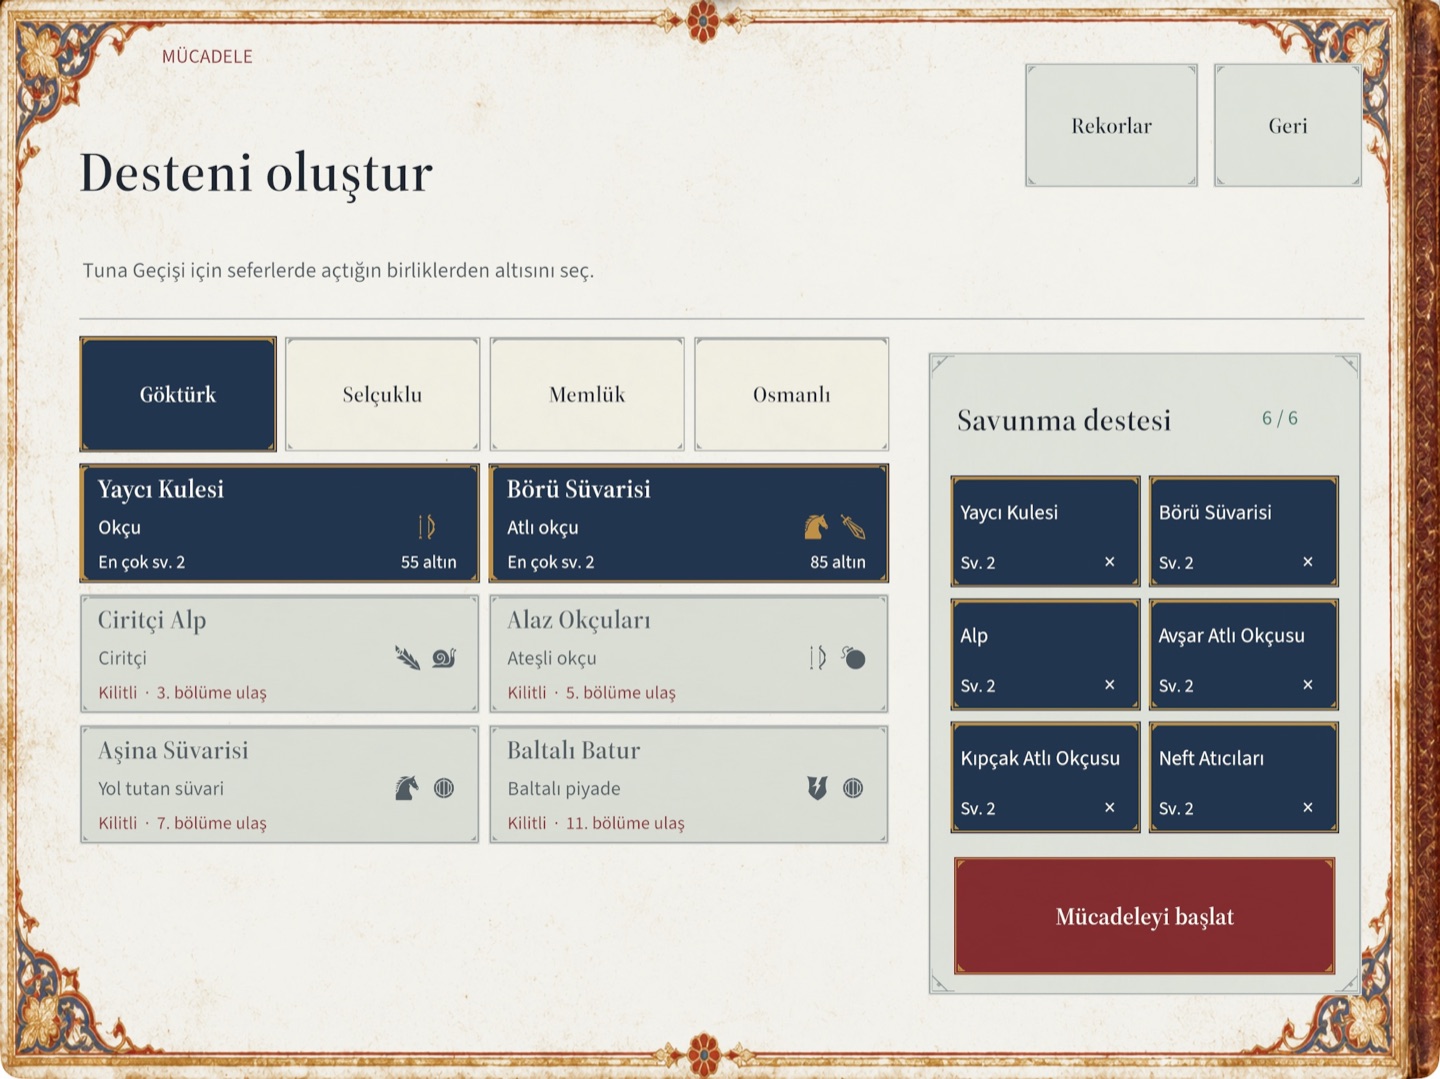 MÜCADELE
Rekorlar
Geri
Desteni oluştur
Tuna Geçişi için seferlerde açtığın birliklerden altısını seç.
Göktürk
Selçuklu
Memlük
Osmanlı
Yaycı Kulesi
Okçu
En çok sv. 2
55 altın
Börü Süvarisi
Atlı okçu
En çok sv. 2
85 altın
Ciritçi Alp
Ciritçi
Kilitli · 3. bölüme ulaş
Alaz Okçuları
Ateşli okçu
Kilitli · 5. bölüme ulaş
Aşina Süvarisi
Yol tutan süvari
Kilitli · 7. bölüme ulaş
Baltalı Batur
Baltalı piyade
Kilitli · 11. bölüme ulaş
Savunma destesi
6 / 6
Yaycı Kulesi
Sv. 2 ×
Börü Süvarisi
Sv. 2 ×
Alp
Sv. 2 ×
Avşar Atlı Okçusu
Sv. 2 ×
Kıpçak Atlı Okçusu
Sv. 2 ×
Neft Atıcıları
Sv. 2 ×
Mücadeleyi başlat